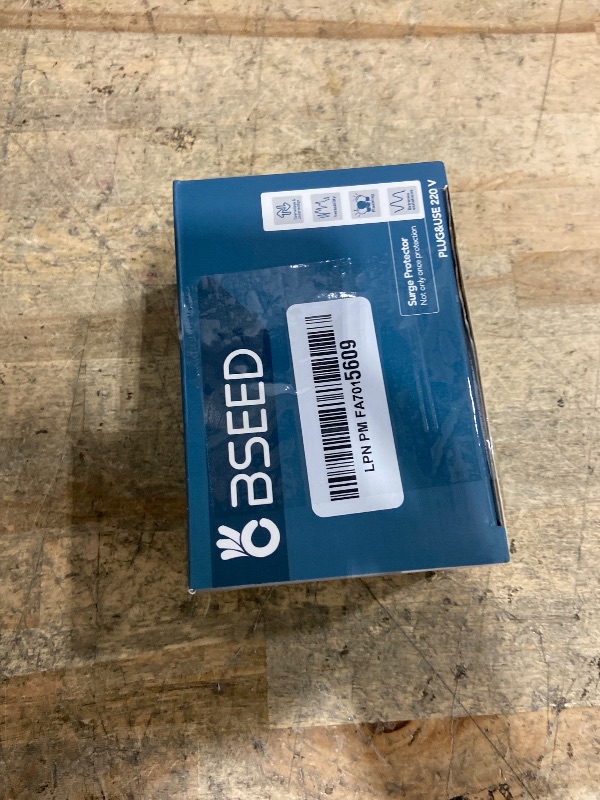 BSEED
LPN PM FA7015609
Surge Protector
Not only once protection
PLUG&USE 220 V